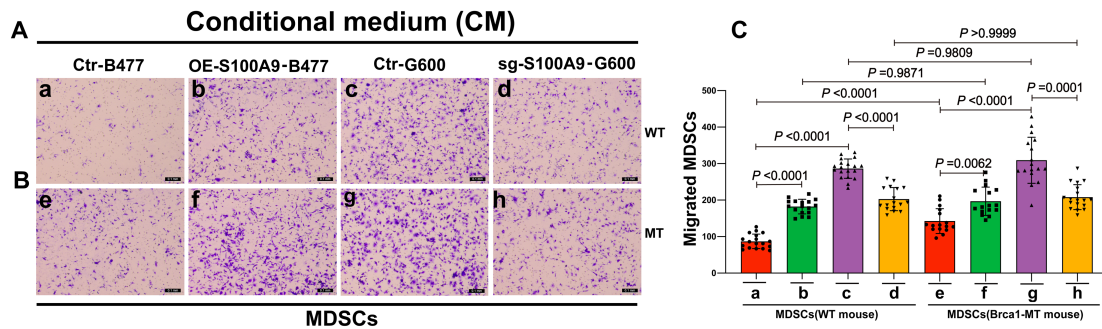 Conditional medium (CM)
A
Ctr-B477 OE-S100A9-B477 Ctr-G600 sg-S100A9-G600
a b c d
WT
B
e f g h
MT
MDSCs
C
P >0.9999
P =0.9809
P =0.9871
P <0.0001 P <0.0001 P =0.0001
P <0.0001 P <0.0001
P <0.0001 P =0.0062
Migrated MDSCs
500
400
300
200
100
0
a b c d e f g h
MDSCs(WT mouse) MDSCs(Brca1-MT mouse)